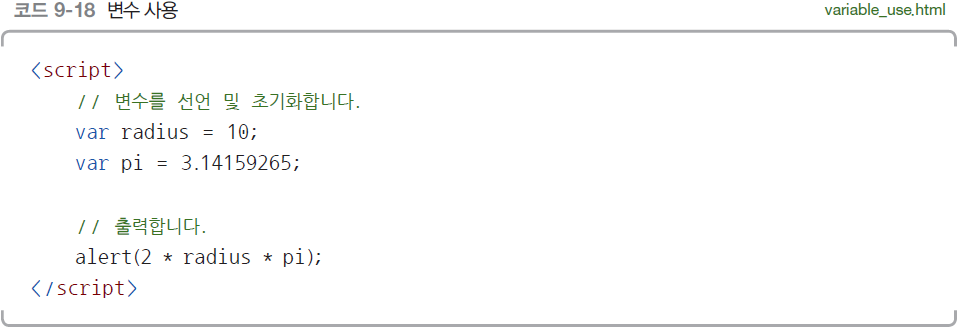 코드 9-18 변수 사용
variable_use.html
<script>
// 변수를 선언 및 초기화합니다.
var radius = 10;
var pi = 3.14159265;
// 출력합니다.
alert(2 * radius * pi);
</script>